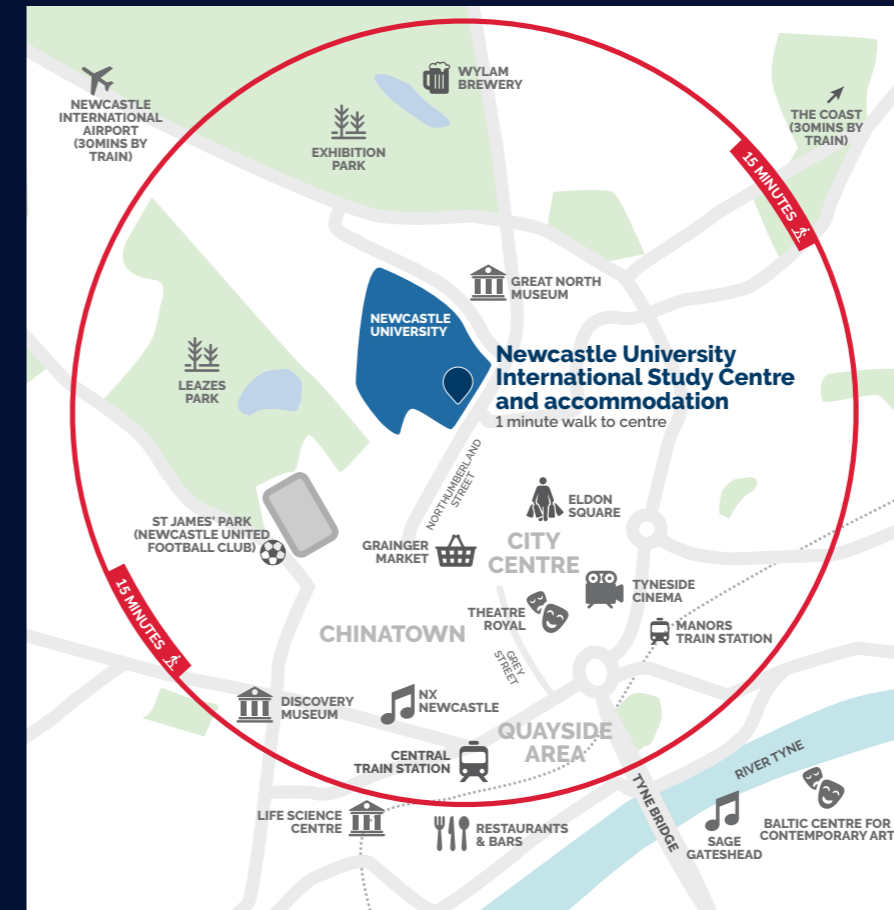 WYLAM
BREWERY
NEWCASTLE
INTERNATIONAL
AIRPORT
(30MINS BY
TRAIN)
THE COAST
(30MINS BY
TRAIN)
EXHIBITION
PARK
15 MINUTES
GREAT NORTH
MUSEUM
NEWCASTLE
UNIVERSITY
Newcastle University
International Study Centre
and accommodation
1 minute walk to centre
LEAZES
PARK
NORTHUMBERLAND
STREET
ELDON
SQUARE
ST JAMES' PARK
(NEWCASTLE UNITED
FOOTBALL CLUB)
GRAINGER
MARKET
CITY
CENTRE
TYNESIDE
CINEMA
15 MINUTES
THEATRE
ROYAL
CHINATOWN
MANORS
TRAIN STATION
GREY
STREET
DISCOVERY
MUSEUM
NX
NEWCASTLE
QUAYSIDE
AREA
CENTRAL
TRAIN STATION
RIVER TYNE
TYNE BRIDGE
LIFE SCIENCE
CENTRE
RESTAURANTS
& BARS
SAGE
GATESHEAD
BALTIC CENTRE FOR
CONTEMPORARY ART